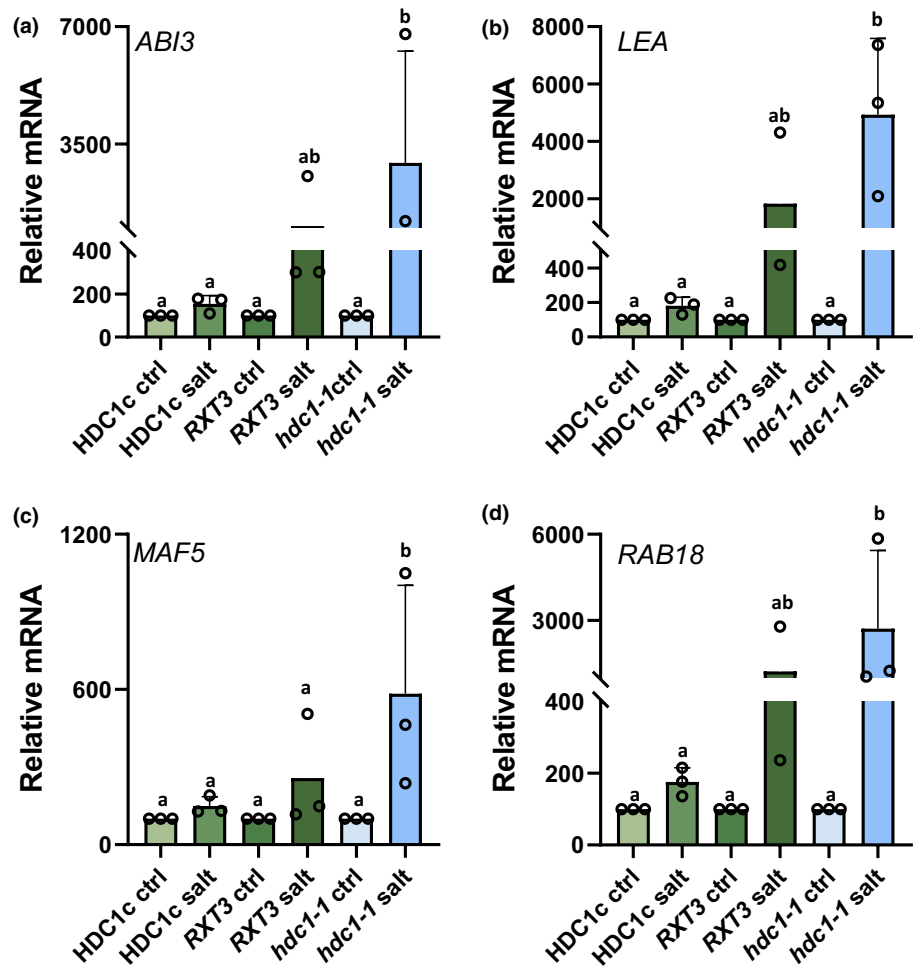 (a)
ABI3
Relative mRNA
7000
3500
400
200
0
a
a
a
ab
a
b
HDC1c ctrl
HDC1c salt
RXT3 ctrl
RXT3 salt
hdc1-1ctrl
hdc1-1 salt
(b)
LEA
Relative mRNA
8000
6000
4000
2000
400
200
0
a
a
a
ab
a
b
HDC1c ctrl
HDC1c salt
RXT3 ctrl
RXT3 salt
hdc1-1 ctrl
hdc1-1 salt
(c)
MAF5
Relative mRNA
1200
600
0
a
a
a
a
a
b
HDC1c ctrl
HDC1c salt
RXT3 ctrl
RXT3 salt
hdc1-1 ctrl
hdc1-1 salt
(d)
RAB18
Relative mRNA
6000
3000
400
200
0
a
a
a
ab
a
b
HDC1c ctrl
HDC1c salt
RXT3 ctrl
RXT3 salt
hdc1-1 ctrl
hdc1-1 salt